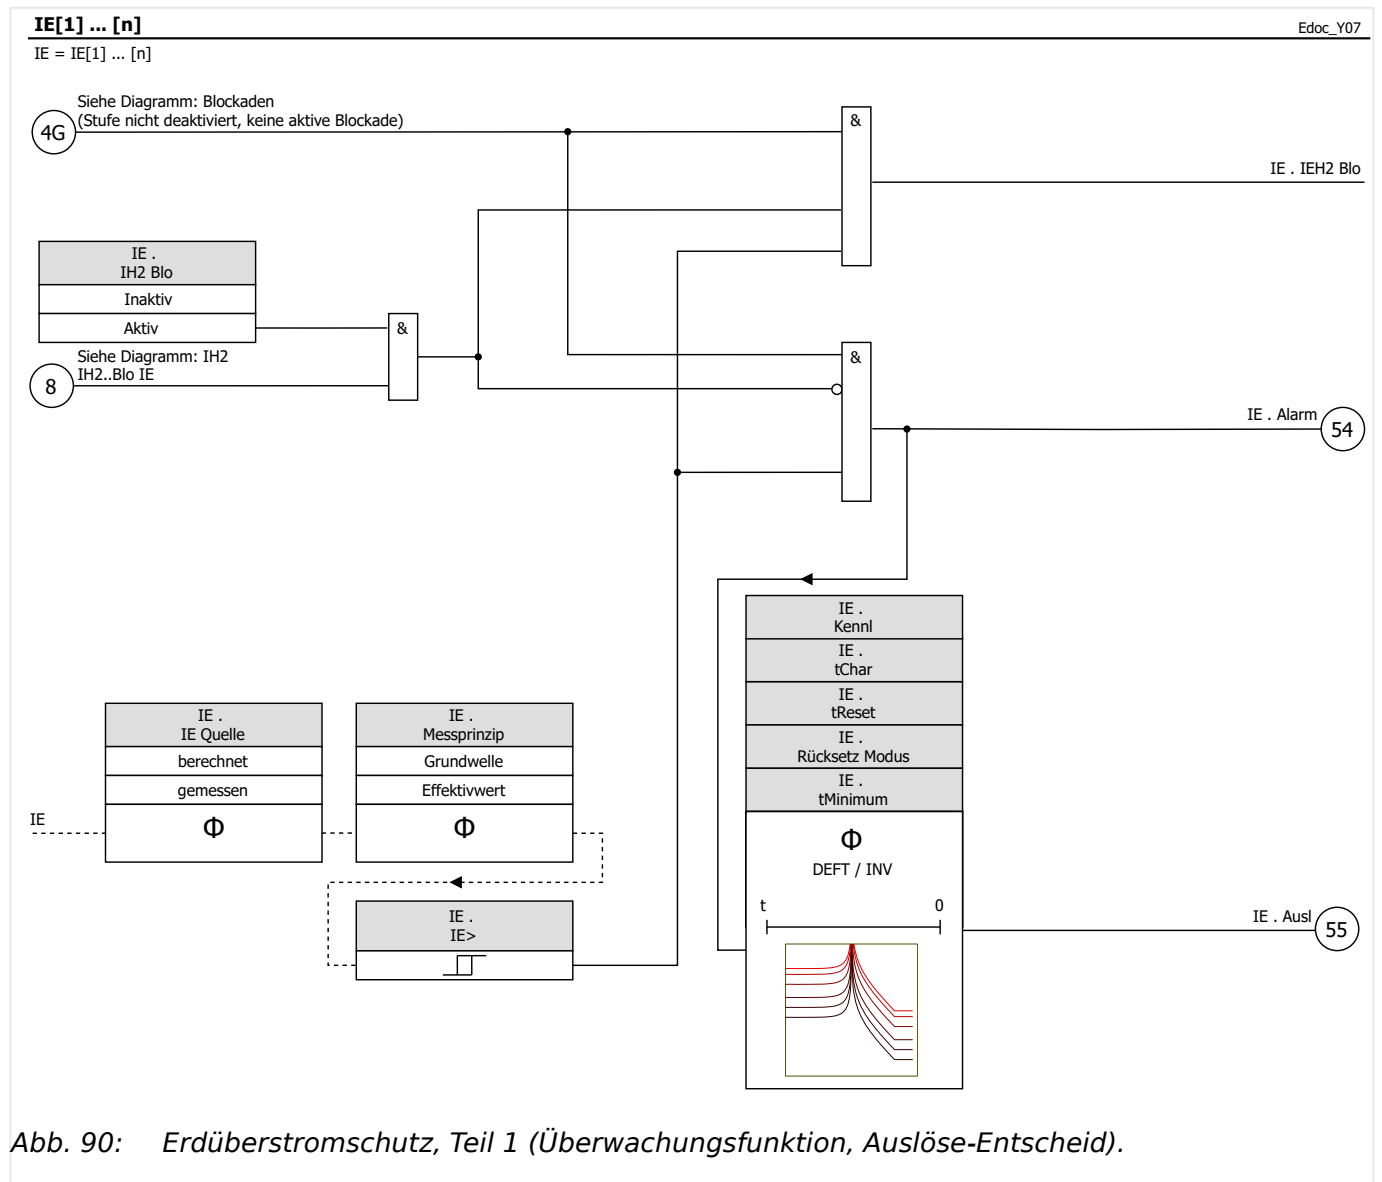 IE[1] ... [n]
Edoc_Y07
IE = IE[1] ... [n]
Siehe Diagramm: Blockaden
(Stufe nicht deaktiviert, keine aktive Blockade)
4G
&
IE . IEH2 Blo
IE .
IH2 Blo
Inaktiv
Aktiv
&
Siehe Diagramm: IH2
IH2..Blo IE
8
&
IE . Alarm
54
IE .
Kennl
IE .
tChar
IE .
tReset
IE .
Rücksetz Modus
IE .
tMinimum
Φ
DEFT / INV
t
0
IE .
IE Quelle
berechnet
gemessen
Φ
IE .
Messprinzip
Grundwelle
Effektivwert
Φ
IE
IE .
IE>
IE . Ausl
55
Abb. 90: Erdüberstromschutz, Teil 1 (Überwachungsfunktion, Auslöse-Entscheid).